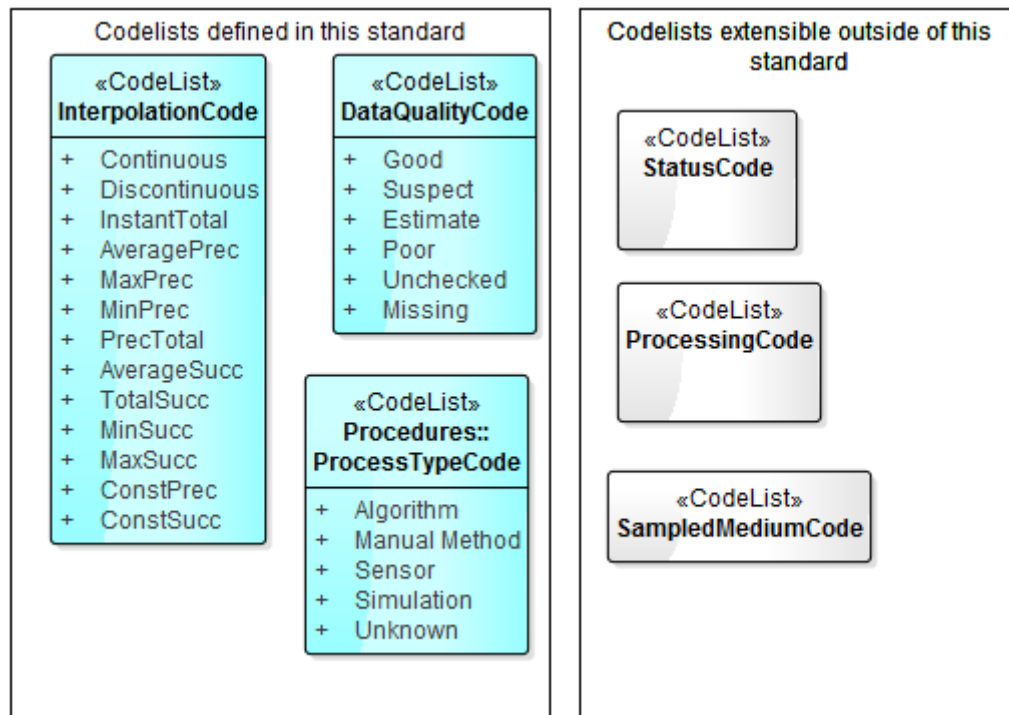 Codelists defined in this standard
«CodeList»
InterpolationCode
+ Continuous
+ Discontinuous
+ InstantTotal
+ AveragePrec
+ MaxPrec
+ MinPrec
+ PrecTotal
+ AverageSucc
+ TotalSucc
+ MinSucc
+ MaxSucc
+ ConstPrec
+ ConstSucc
«CodeList»
DataQualityCode
+ Good
+ Suspect
+ Estimate
+ Poor
+ Unchecked
+ Missing
«CodeList»
Procedures::
ProcessTypeCode
+ Algorithm
+ Manual Method
+ Sensor
+ Simulation
+ Unknown
Codelists extensible outside of this
standard
«CodeList»
StatusCode
«CodeList»
ProcessingCode
«CodeList»
SampledMediumCode